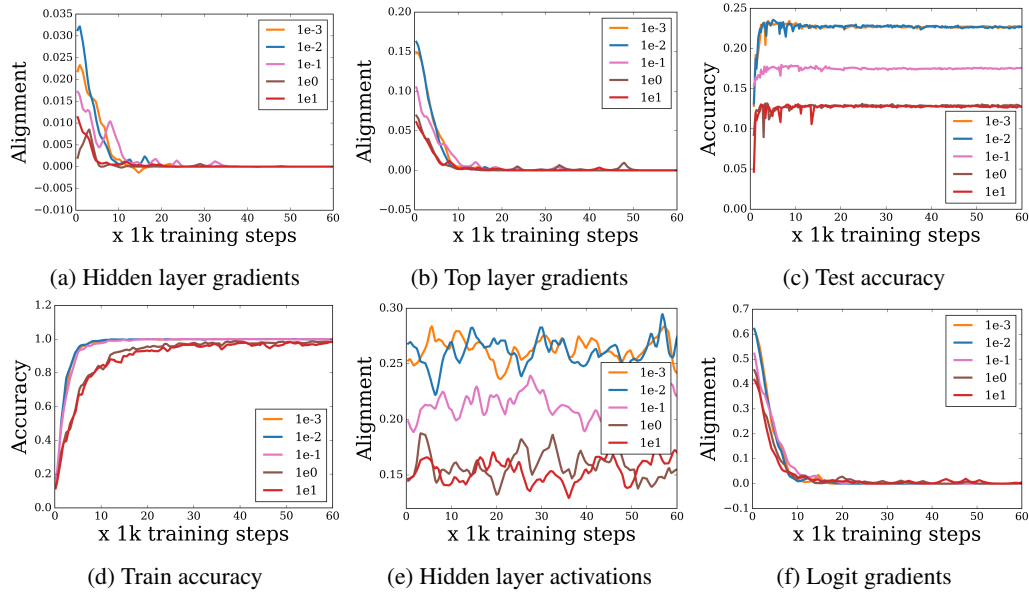 0.035
0.030
0.025
0.020
0.015
0.010
0.005
0.000
−0.005
−0.010
Alignment
1e-3
1e-2
1e-1
1e0
1e1
0 10 20 30 40 50 60
x 1k training steps
(a) Hidden layer gradients
0.20
0.15
0.10
0.05
0.00
−0.05
Alignment
1e-3
1e-2
1e-1
1e0
1e1
0 10 20 30 40 50 60
x 1k training steps
(b) Top layer gradients
0.25
0.20
0.15
0.10
0.05
0.00
Accuracy
1e-3
1e-2
1e-1
1e0
1e1
0 10 20 30 40 50 60
x 1k training steps
(c) Test accuracy
1.2
1.0
0.8
0.6
0.4
0.2
0.0
Accuracy
1e-3
1e-2
1e-1
1e0
1e1
0 10 20 30 40 50 60
x 1k training steps
(d) Train accuracy
0.30
0.25
0.20
0.15
Alignment
1e-3
1e-2
1e-1
1e0
1e1
0 10 20 30 40 50 60
x 1k training steps
(e) Hidden layer activations
0.7
0.6
0.5
0.4
0.3
0.2
0.1
0.0
−0.1
Alignment
1e-3
1e-2
1e-1
1e0
1e1
0 10 20 30 40 50 60
x 1k training steps
(f) Logit gradients